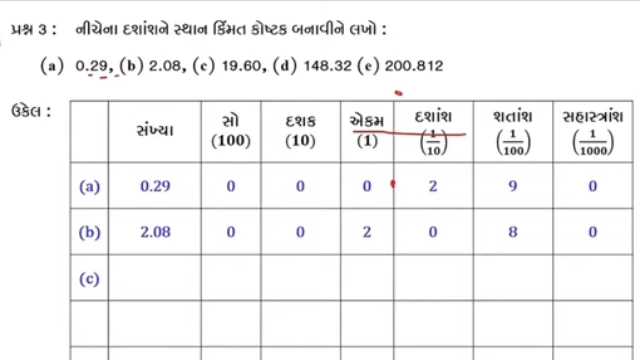 પ્રશ્ન 3 : નીચેના દશાંશને સ્થાન કિંમત કોષ્ટક બનાવીને લખો :
(a) 0.29, (b) 2.08, (c) 19.60, (d) 148.32 (e) 200.812
ઉકેલ :
સંખ્યા સો (100) દશક (10) એકમ (1) દશાંશ (1/10) શતાંશ (1/100) સહાસ્ત્રાંશ (1/1000)
(a) 0.29 0 0 0 2 9 0
(b) 2.08 0 0 2 0 8 0
(c)